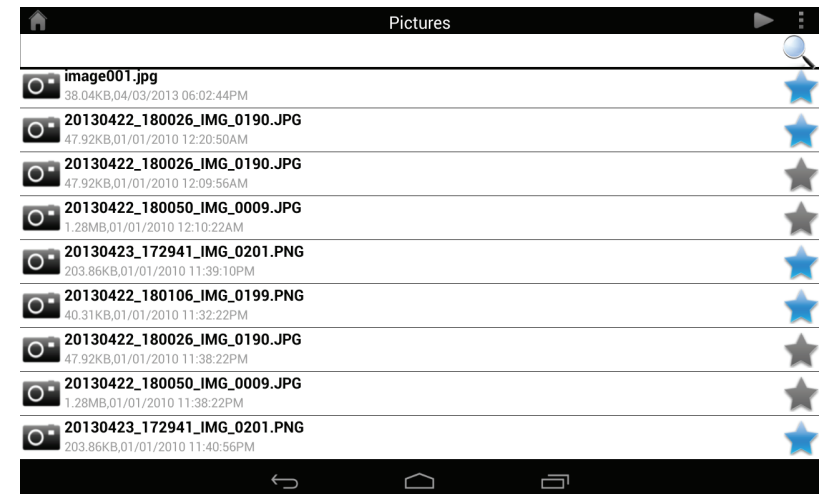 Pictures
image001.jpg
38.04KB,04/03/2013 06:02:44PM
20130422_180026_IMG_0190.JPG
47.92KB,01/01/2010 12:20:50AM
20130422_180026_IMG_0190.JPG
47.92KB,01/01/2010 12:09:56AM
20130422_180050_IMG_0009.JPG
1.28MB,01/01/2010 12:10:22AM
20130423_172941_IMG_0201.PNG
203.86KB,01/01/2010 11:39:10PM
20130422_180106_IMG_0199.PNG
40.31KB,01/01/2010 11:32:22PM
20130422_180026_IMG_0190.JPG
47.92KB,01/01/2010 11:38:22PM
20130422_180050_IMG_0009.JPG
1.28MB,01/01/2010 11:38:22PM
20130423_172941_IMG_0201.PNG
203.86KB,01/01/2010 11:40:56PM